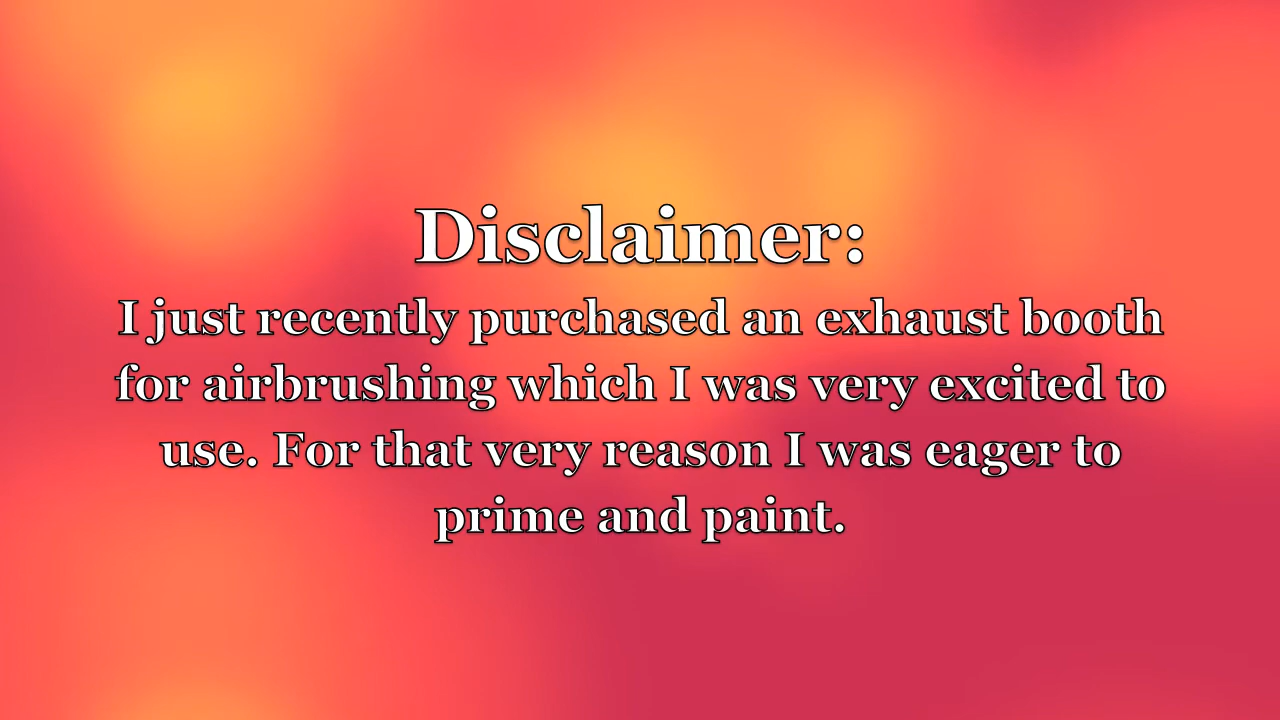 Disclaimer:
I just recently purchased an exhaust booth
for airbrushing which I was very excited to
use. For that very reason I was eager to
prime and paint.